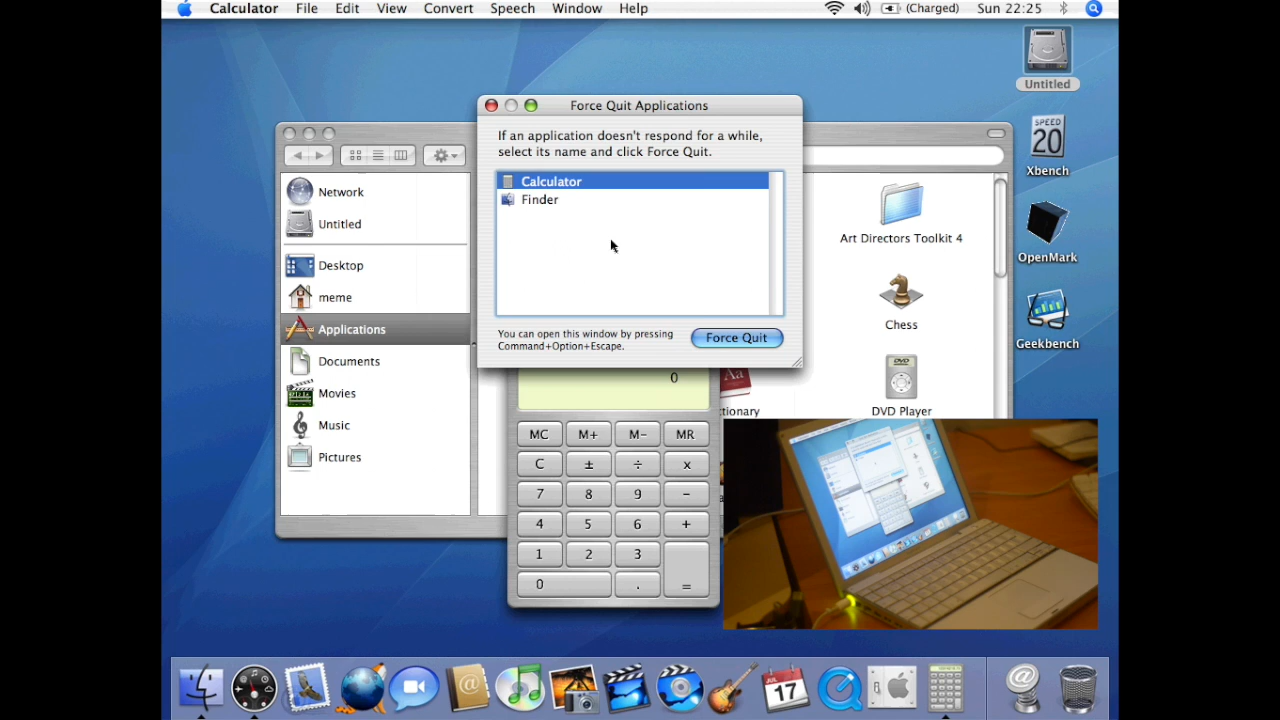 Calculator File Edit View Convert Speech Window Help (Charged) Sun 22:25
Untitled
Force Quit Applications
If an application doesn't respond for a while,
select its name and click Force Quit.
Calculator
Finder
You can open this window by pressing
Command+Option+Escape.
Force Quit
Network
Untitled
Desktop
meme
Applications
Documents
Movies
Music
Pictures
Art Directors Toolkit 4
Chess
Aa
ctionary
DVD
DVD Player
SPEED
20
Xbench
OpenMark
Geekbench
0
MC M+ M- MR
C ± ÷ x
7 8 9 -
4 5 6 +
1 2 3
0 . =
JUL
17
@
@